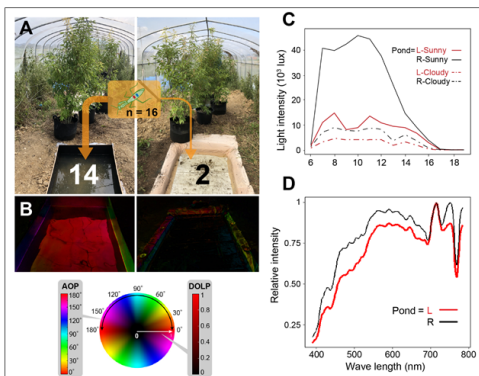 A
n = 16
14
2
B
AOP
180˚
150˚
120˚
90˚
60˚
30˚
0˚
120˚
90˚
60˚
150˚
30˚
180˚
0˚
0
1
DOLP
1
0.8
0.6
0.4
0.2
0
C
Pond= L-Sunny
R-Sunny
L-Cloudy
R-Cloudy
Light intensity (10³ lux)
40
30
20
10
0
6 8 10 12 14 16 18
D
Relative intensity
1
0.75
0.5
0.25
Pond = L
R
400 500 600 700 800
Wave length (nm)